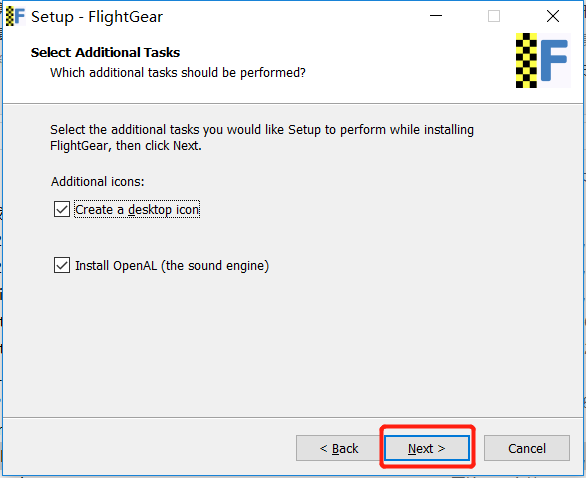 Setup - FlightGear
Select Additional Tasks
Which additional tasks should be performed?
F
Select the additional tasks you would like Setup to perform while installing
FlightGear, then click Next.
Additional icons:
Create a desktop icon
Install OpenAL (the sound engine)
< Back
Next >
Cancel